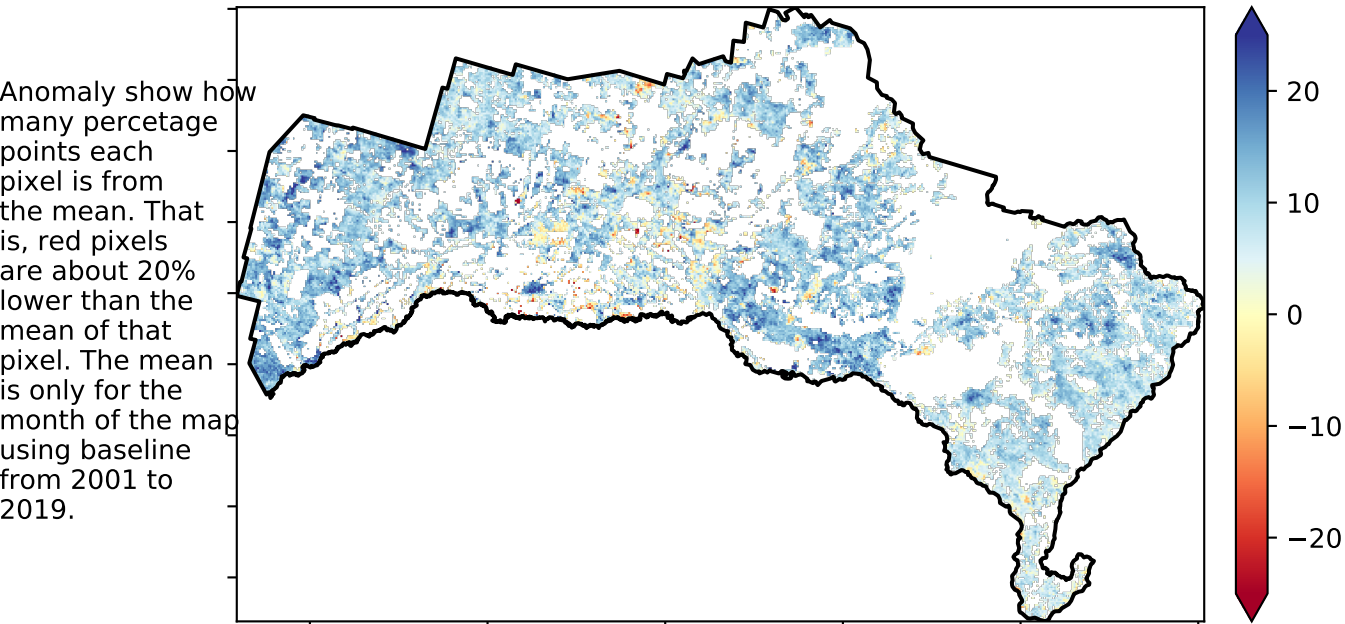 Anomaly show how
many percetage
points each
pixel is from
the mean. That
is, red pixels
are about 20%
lower than the
mean of that
pixel. The mean
is only for the
month of the map
using baseline
from 2001 to
2019.
20
10
0
−10
−20